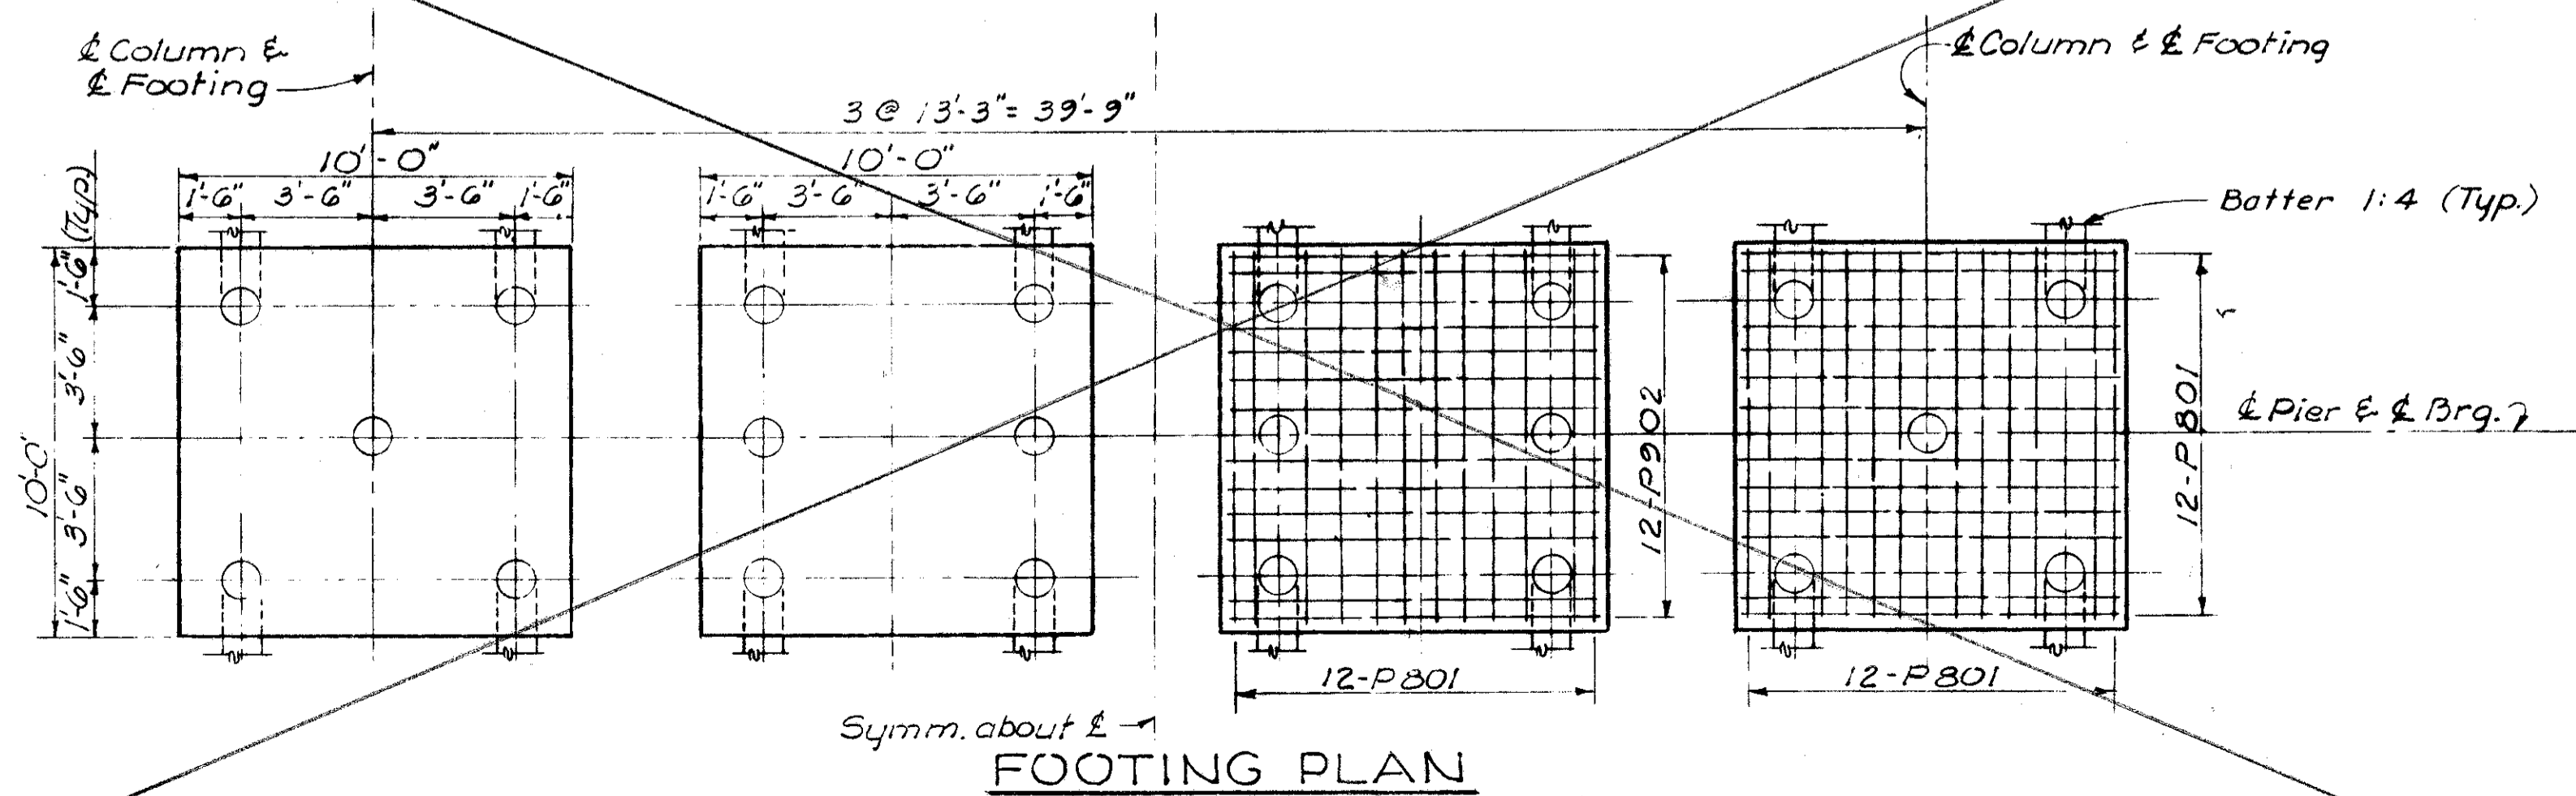 ℄ Column &
℄ Footing
℄ Column & ℄ Footing
3 @ 13'-3" = 39'-9"
10'-0"
10'-0"
1'-6" 3'-6" 3'-6" 1'-6"
1'-6" 3'-6" 3'-6" 1'-6"
Batter 1:4 (Typ.)
1'-6" (Typ.)
3'-6"
3'-6"
1'-6"
10'-0"
12-P902
12-P801
℄ Pier & ℄ Brg.
12-P801
12-P801
Symm. about ℄
FOOTING PLAN